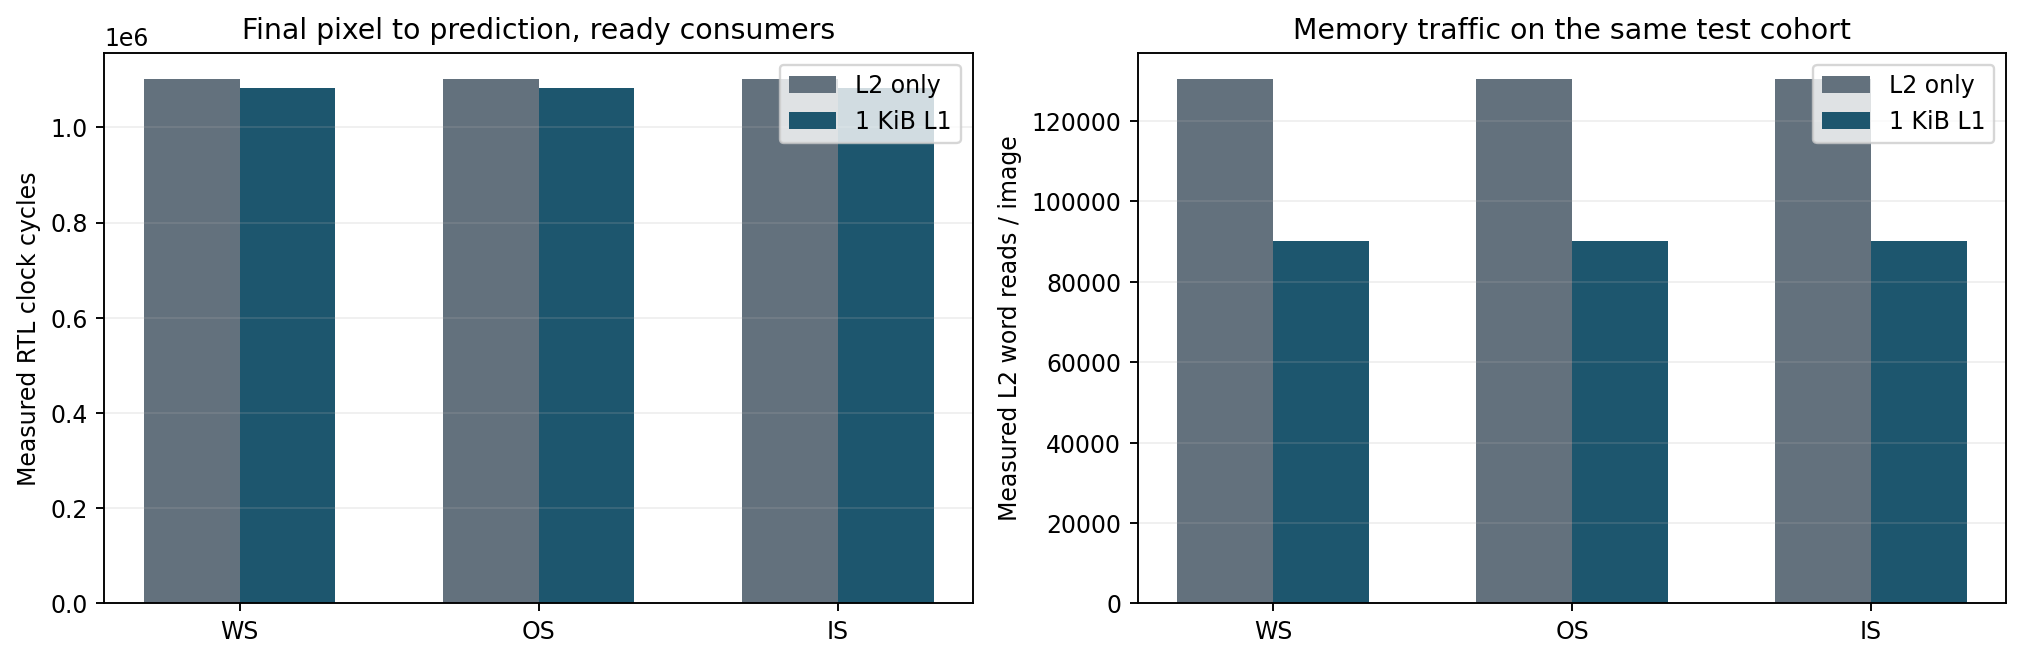 Final pixel to prediction, ready consumers
1e6
Measured RTL clock cycles
1.0
0.8
0.6
0.4
0.2
0.0
WS
OS
IS
L2 only
1 KiB L1
Memory traffic on the same test cohort
Measured L2 word reads / image
120000
100000
80000
60000
40000
20000
0
WS
OS
IS
L2 only
1 KiB L1